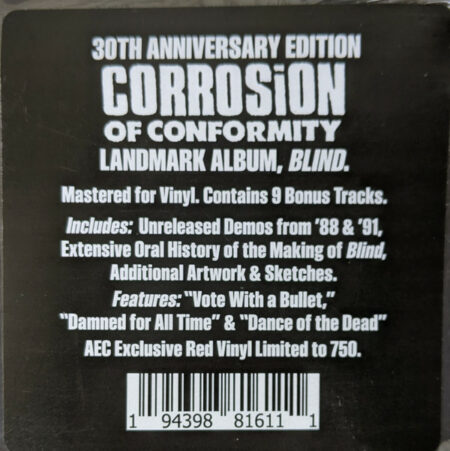 30TH ANNIVERSARY EDITION
CORROSiON
OF CONFORMITY
LANDMARK ALBUM, BLIND.
Mastered for Vinyl. Contains 9 Bonus Tracks.
Includes: Unreleased Demos from '88 & '91,
Extensive Oral History of the Making of Blind,
Additional Artwork & Sketches.
Features: "Vote With a Bullet,"
"Damned for All Time" & "Dance of the Dead"
AEC Exclusive Red Vinyl Limited to 750.
1 94398 81611 1